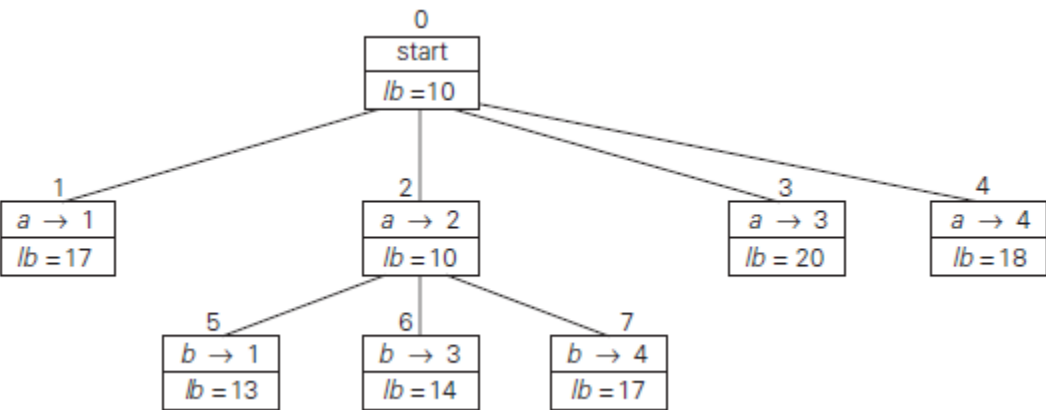 0
start
lb =10
1 2 3 4
a → 1 a → 2 a → 3 a → 4
lb =17 lb =10 lb = 20 lb =18
5 6 7
b → 1 b → 3 b → 4
lb =13 lb =14 lb =17